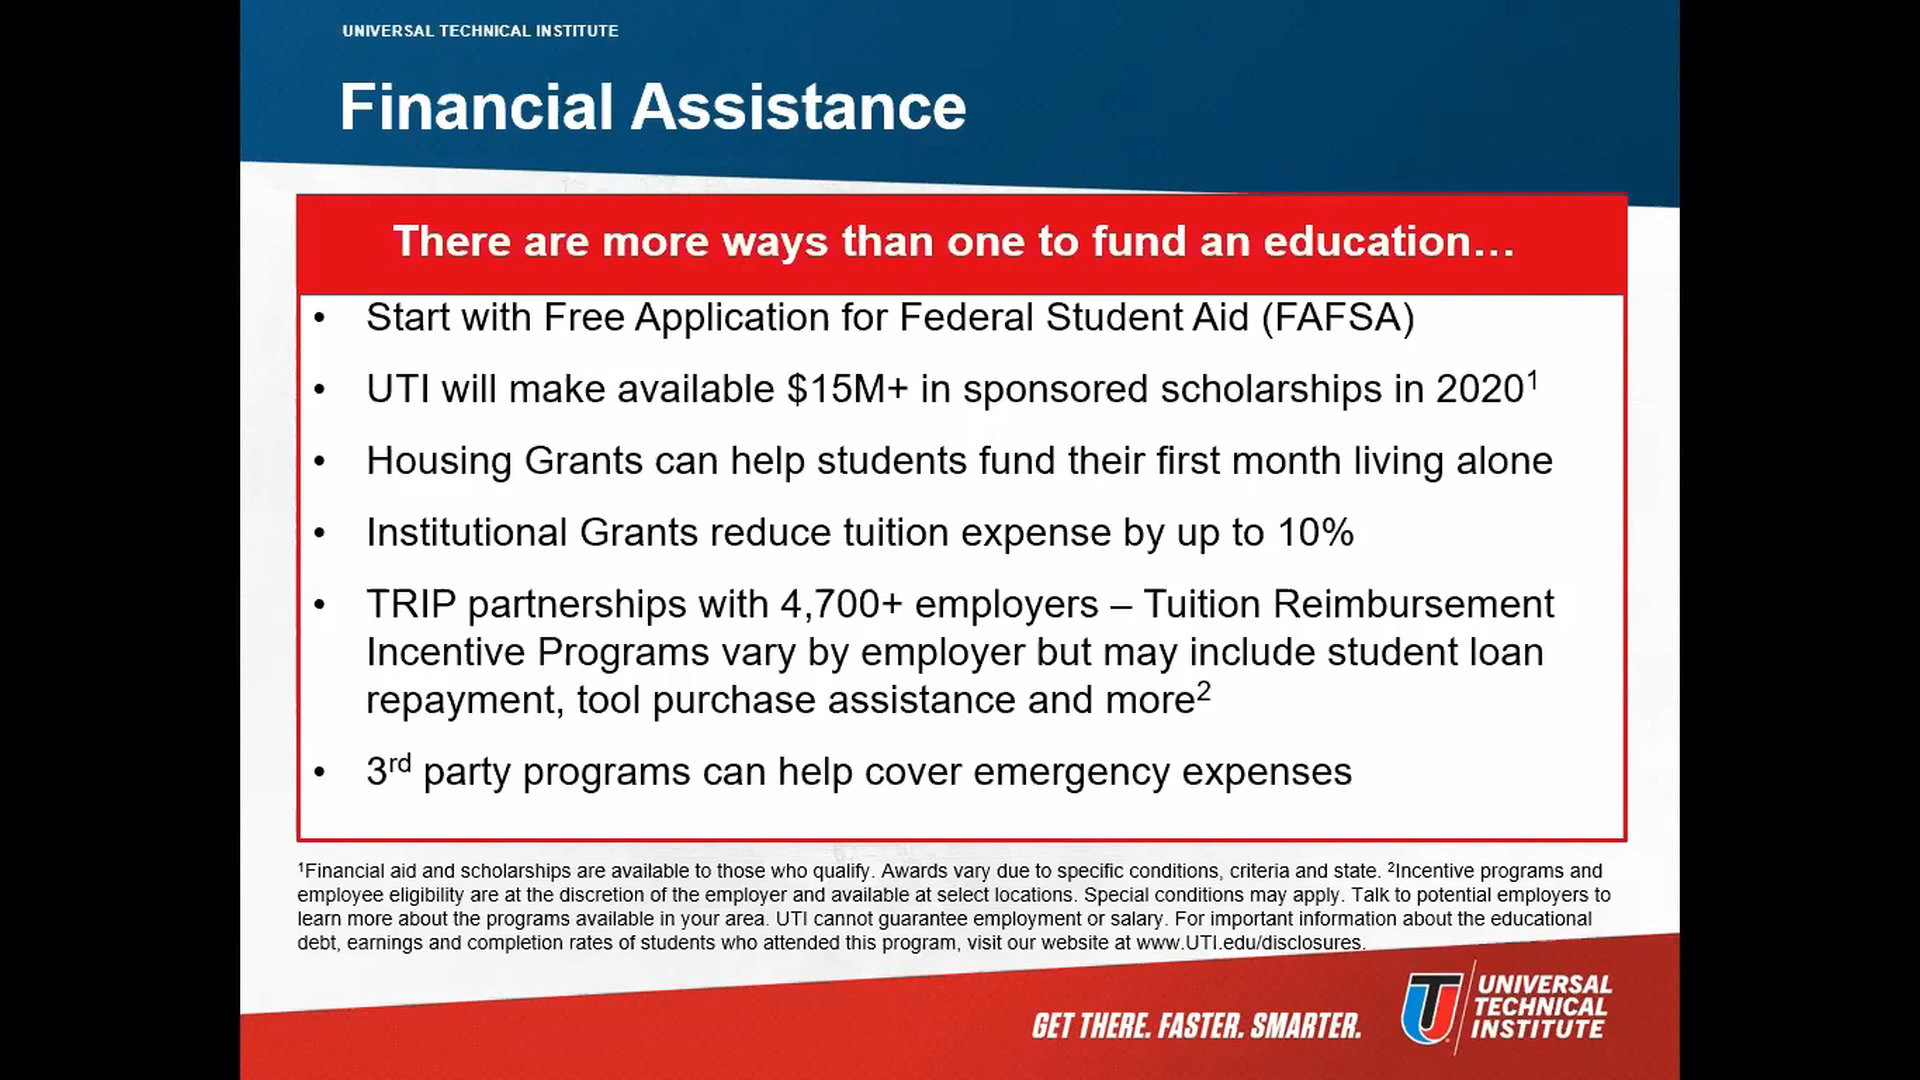 UNIVERSAL TECHNICAL INSTITUTE
Financial Assistance
There are more ways than one to fund an education…
• Start with Free Application for Federal Student Aid (FAFSA)
• UTI will make available $15M+ in sponsored scholarships in 2020¹
• Housing Grants can help students fund their first month living alone
• Institutional Grants reduce tuition expense by up to 10%
• TRIP partnerships with 4,700+ employers – Tuition Reimbursement
Incentive Programs vary by employer but may include student loan
repayment, tool purchase assistance and more²
• 3rd party programs can help cover emergency expenses
¹Financial aid and scholarships are available to those who qualify. Awards vary due to specific conditions, criteria and state. ²Incentive programs and
employee eligibility are at the discretion of the employer and available at select locations. Special conditions may apply. Talk to potential employers to
learn more about the programs available in your area. UTI cannot guarantee employment or salary. For important information about the educational
debt, earnings and completion rates of students who attended this program, visit our website at www.UTI.edu/disclosures.
GET THERE. FASTER. SMARTER.
UNIVERSAL
TECHNICAL
INSTITUTE